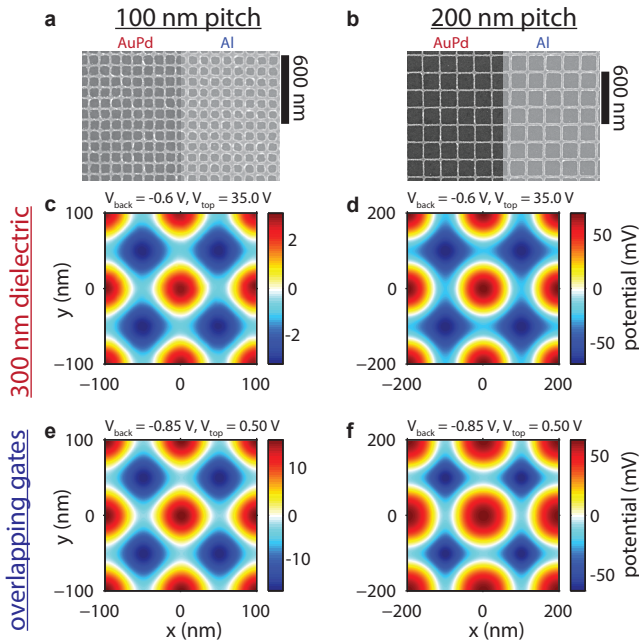 100 nm pitch
200 nm pitch
a
AuPd
Al
600 nm
b
AuPd
Al
600 nm
300 nm dielectric
c
V_back = -0.6 V, V_top = 35.0 V
100
0
−100
y (nm)
−100
0
100
2
0
-2
d
V_back = -0.6 V, V_top = 35.0 V
200
0
−200
−200
0
200
50
0
-50
potential (mV)
overlapping gates
e
V_back = -0.85 V, V_top = 0.50 V
100
0
−100
y (nm)
−100
0
100
x (nm)
10
0
-10
f
V_back = -0.85 V, V_top = 0.50 V
200
0
−200
−200
0
200
x (nm)
50
0
-50
potential (mV)